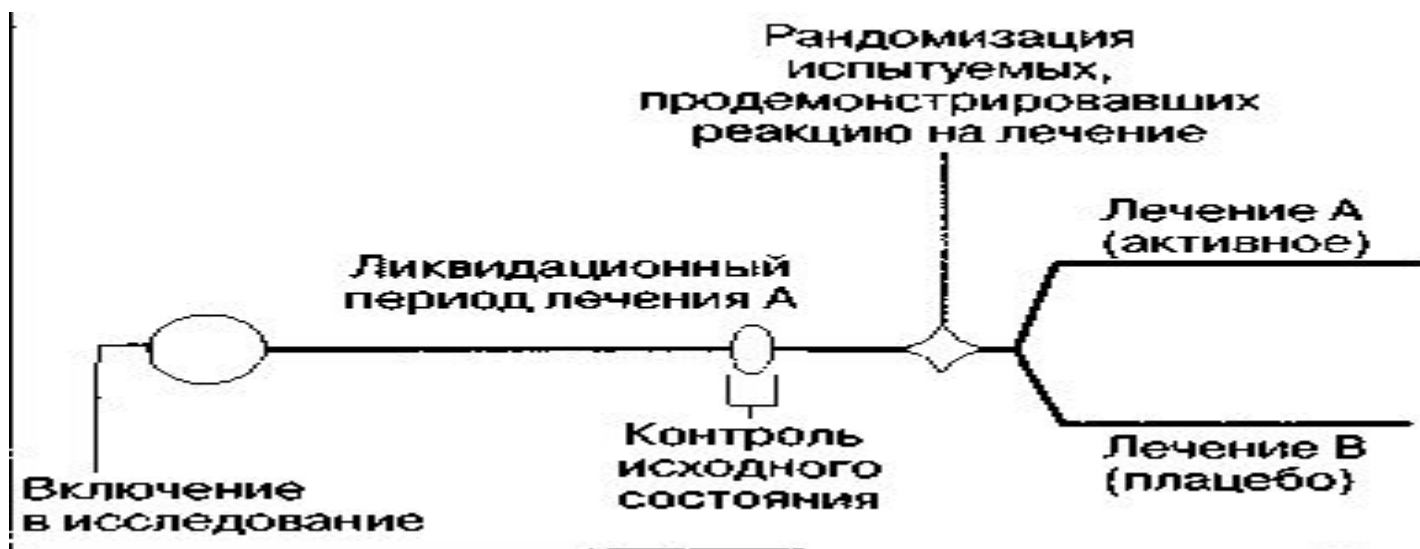 Рандомизация
испытуемых,
продемонстрировавших
реакцию на лечение
Лечение А
(активное)
Ликвидационный
период лечения А
Контроль
исходного
состояния
Лечение В
(плацебо)
Включение
в исследование